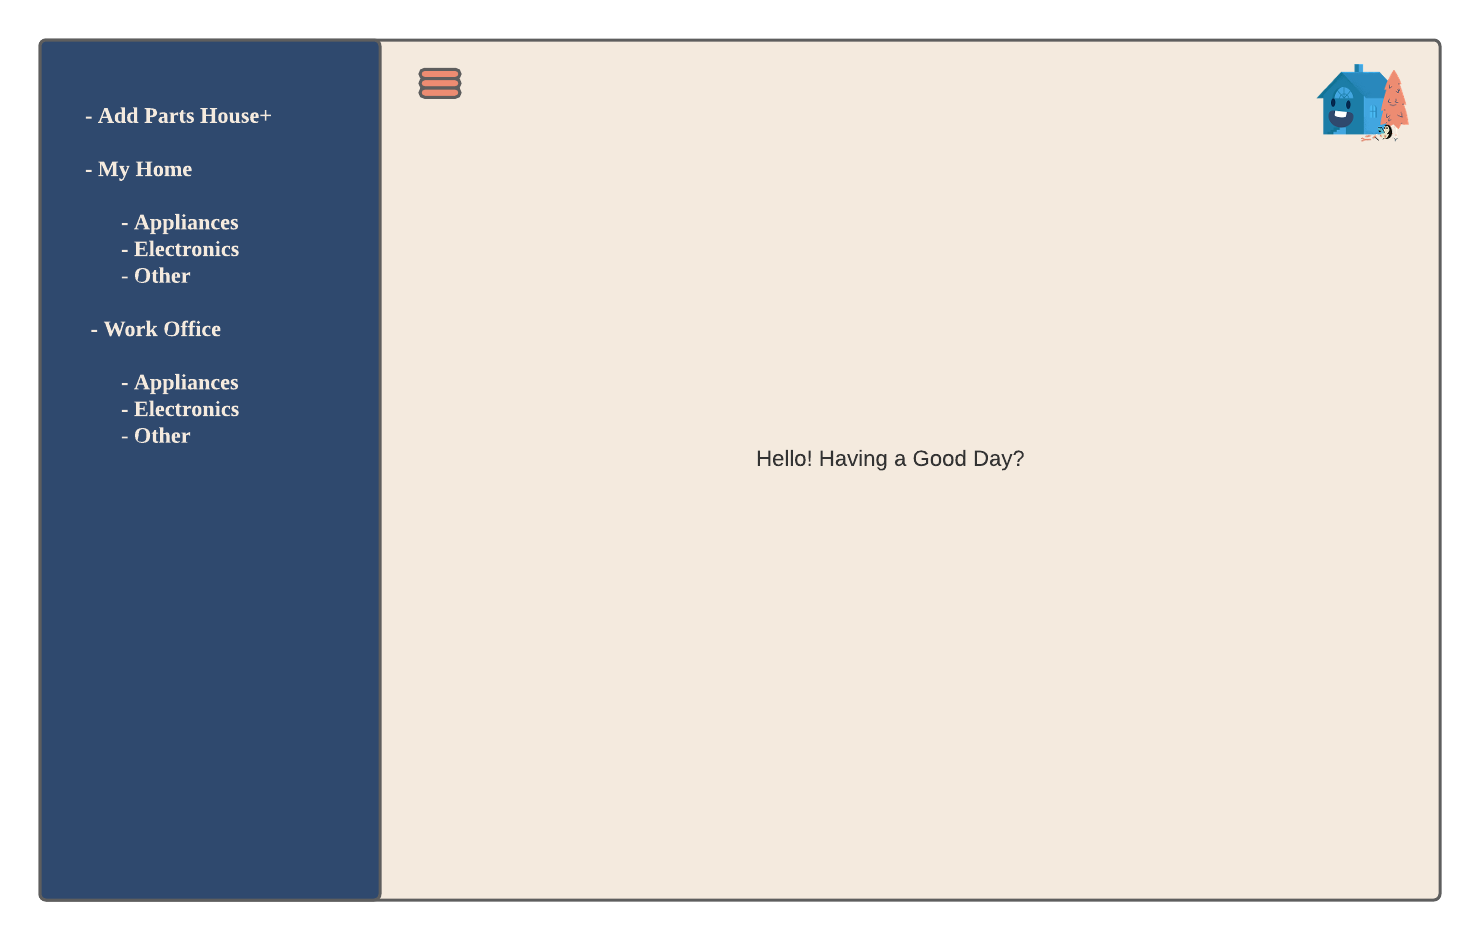 - Add Parts House+
- My Home
- Appliances
- Electronics
- Other
- Work Office
- Appliances
- Electronics
- Other
Hello! Having a Good Day?